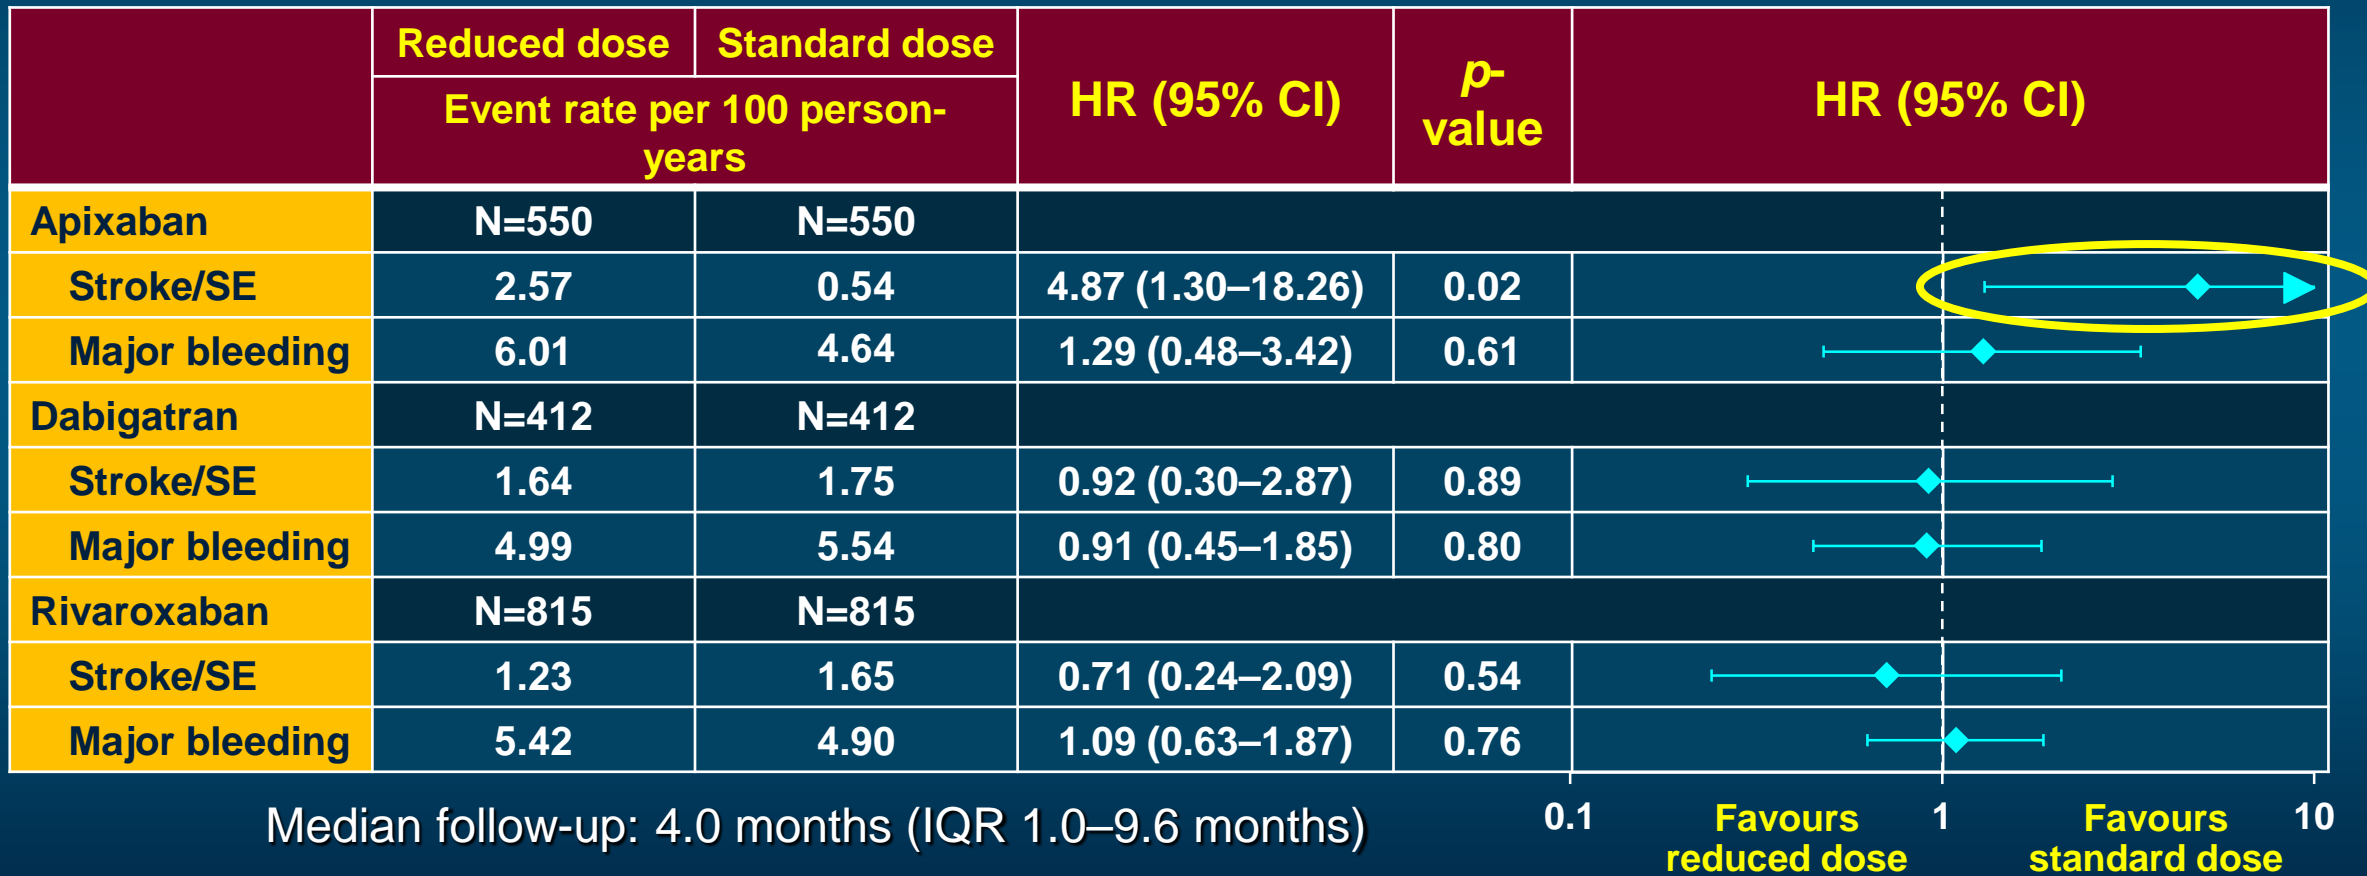 Reduced dose Standard dose HR (95% CI) p- HR (95% CI)
value
Event rate per 100 person-
years
Apixaban N=550 N=550
Stroke/SE 2.57 0.54 4.87 (1.30–18.26) 0.02
Major bleeding 6.01 4.64 1.29 (0.48–3.42) 0.61
Dabigatran N=412 N=412
Stroke/SE 1.64 1.75 0.92 (0.30–2.87) 0.89
Major bleeding 4.99 5.54 0.91 (0.45–1.85) 0.80
Rivaroxaban N=815 N=815
Stroke/SE 1.23 1.65 0.71 (0.24–2.09) 0.54
Major bleeding 5.42 4.90 1.09 (0.63–1.87) 0.76
Median follow-up: 4.0 months (IQR 1.0–9.6 months)
0.1 Favours 1 Favours 10
reduced dose standard dose